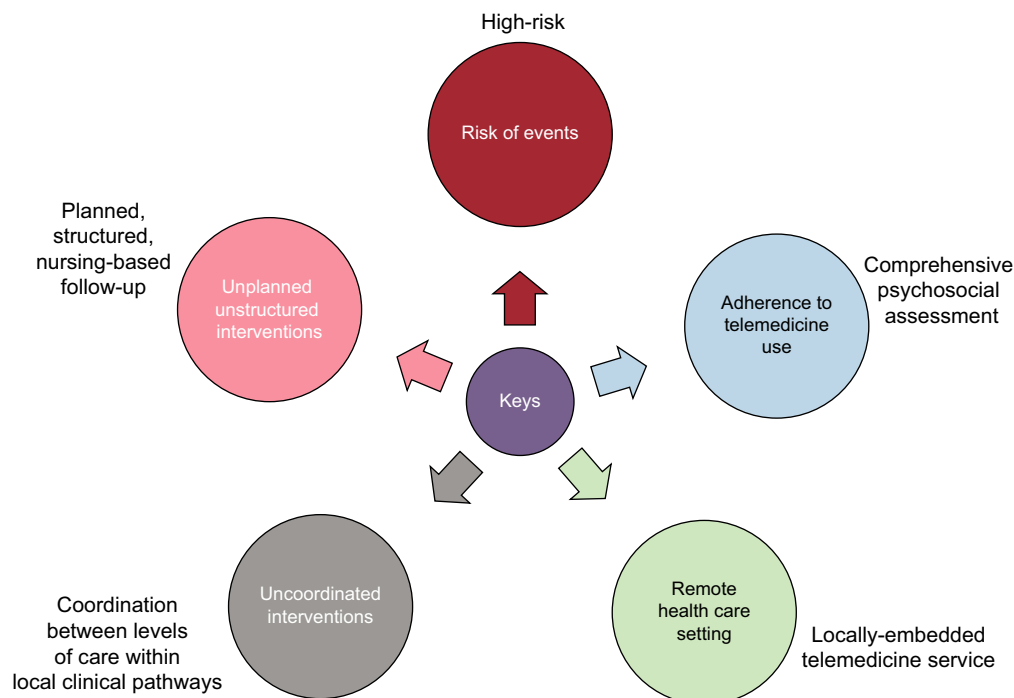 High-risk
Risk of events
Planned,
structured,
nursing-based
follow-up
Unplanned
unstructured
interventions
Adherence to
telemedicine
use
Comprehensive
psychosocial
assessment
Keys
Uncoordinated
interventions
Coordination
between levels
of care within
local clinical pathways
Remote
health care
setting
Locally-embedded
telemedicine service